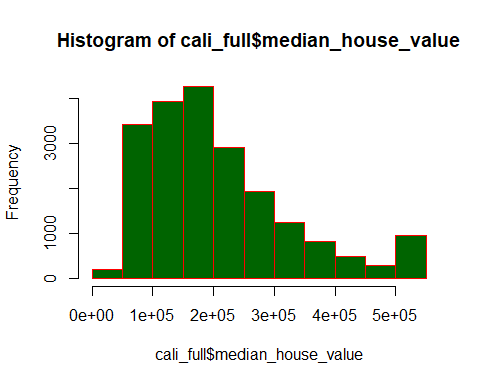 Histogram of cali_full$median_house_value
Frequency
3000
1000
0
0e+00 1e+05 2e+05 3e+05 4e+05 5e+05
cali_full$median_house_value